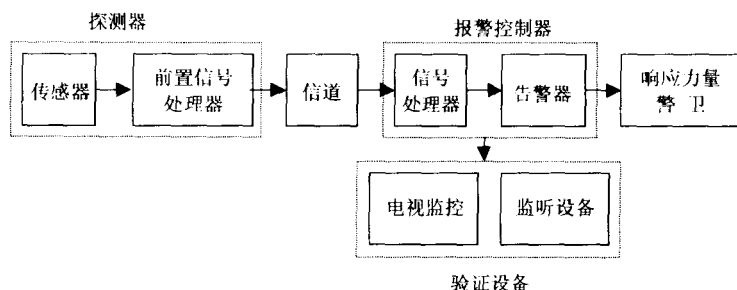 探测器
报警控制器
传感器
前置信号
处理器
信道
信号
处理器
告警器
响应力量
警 卫
电视监控
监听设备
验证设备